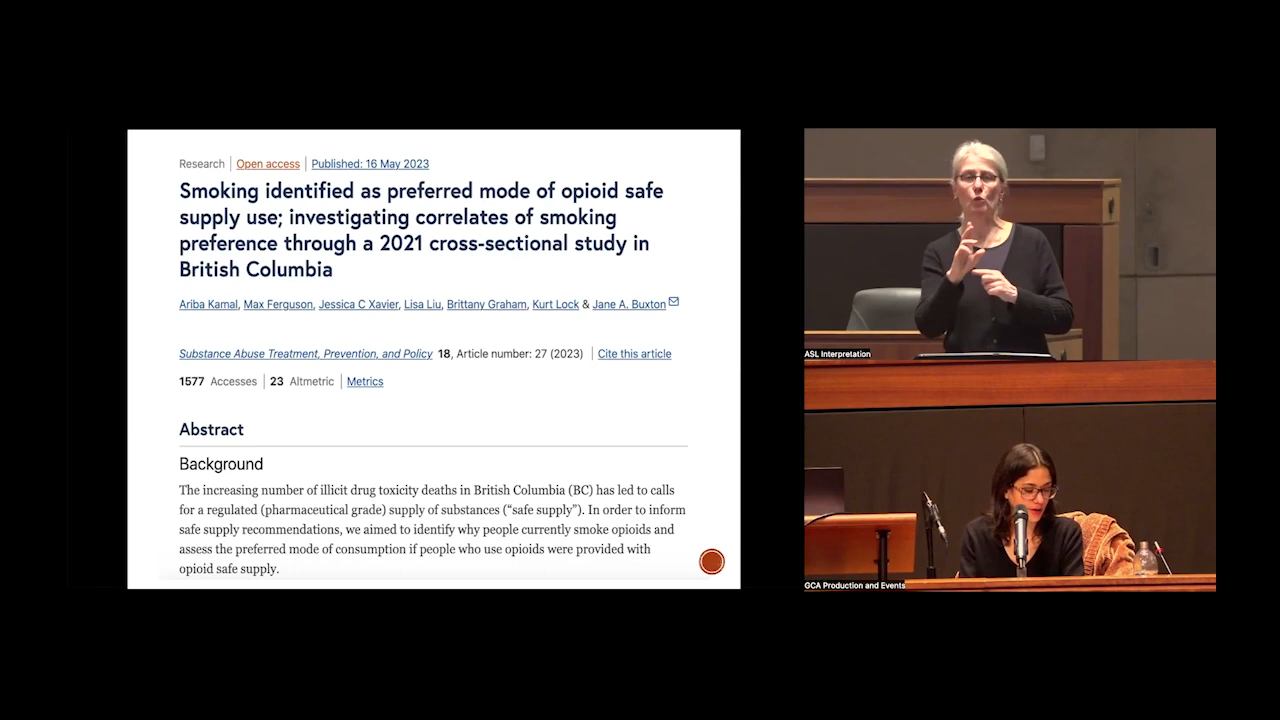 Research | Open access | Published: 16 May 2023
Smoking identified as preferred mode of opioid safe
supply use; investigating correlates of smoking
preference through a 2021 cross-sectional study in
British Columbia
Ariba Kamal, Max Ferguson, Jessica C Xavier, Lisa Liu, Brittany Graham, Kurt Lock & Jane A. Buxton
Substance Abuse Treatment, Prevention, and Policy 18, Article number: 27 (2023) | Cite this article
1577 Accesses | 23 Altmetric | Metrics
Abstract
Background
The increasing number of illicit drug toxicity deaths in British Columbia (BC) has led to calls
for a regulated (pharmaceutical grade) supply of substances (“safe supply”). In order to inform
safe supply recommendations, we aimed to identify why people currently smoke opioids and
assess the preferred mode of consumption if people who use opioids were provided with
opioid safe supply.
ASL Interpretation
GCA Production and Events